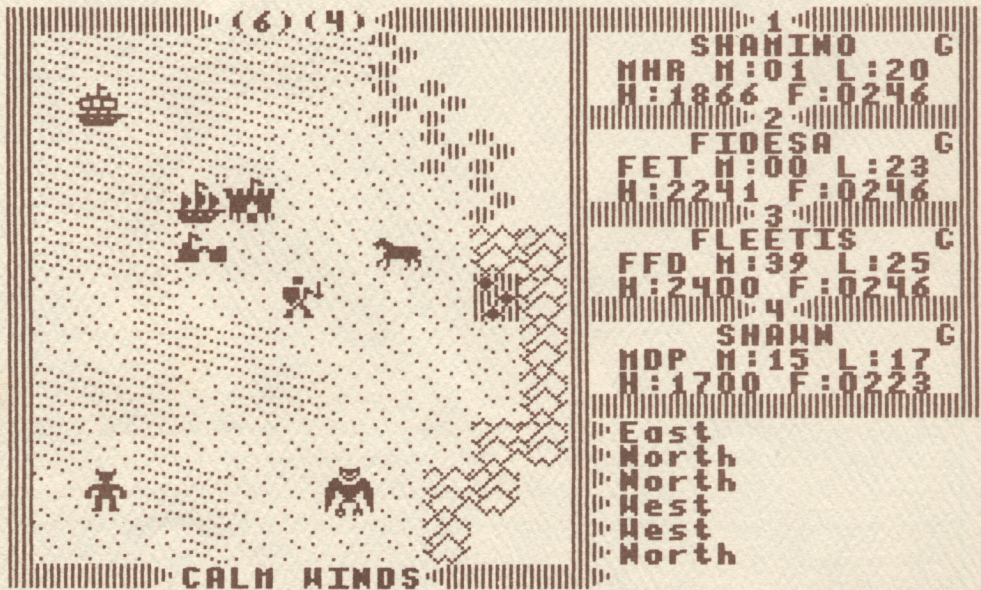 (6)(4)
CALM WINDS
1
SHAMINO G
MHR M:01 L:20
H:1866 F:0246
2
FIDESA G
FET M:00 L:23
H:2241 F:0246
3
FLEETIS G
FFD M:39 L:25
H:2400 F:0246
4
SHAWN G
MDP M:15 L:17
H:1700 F:0223
East
North
North
West
West
North